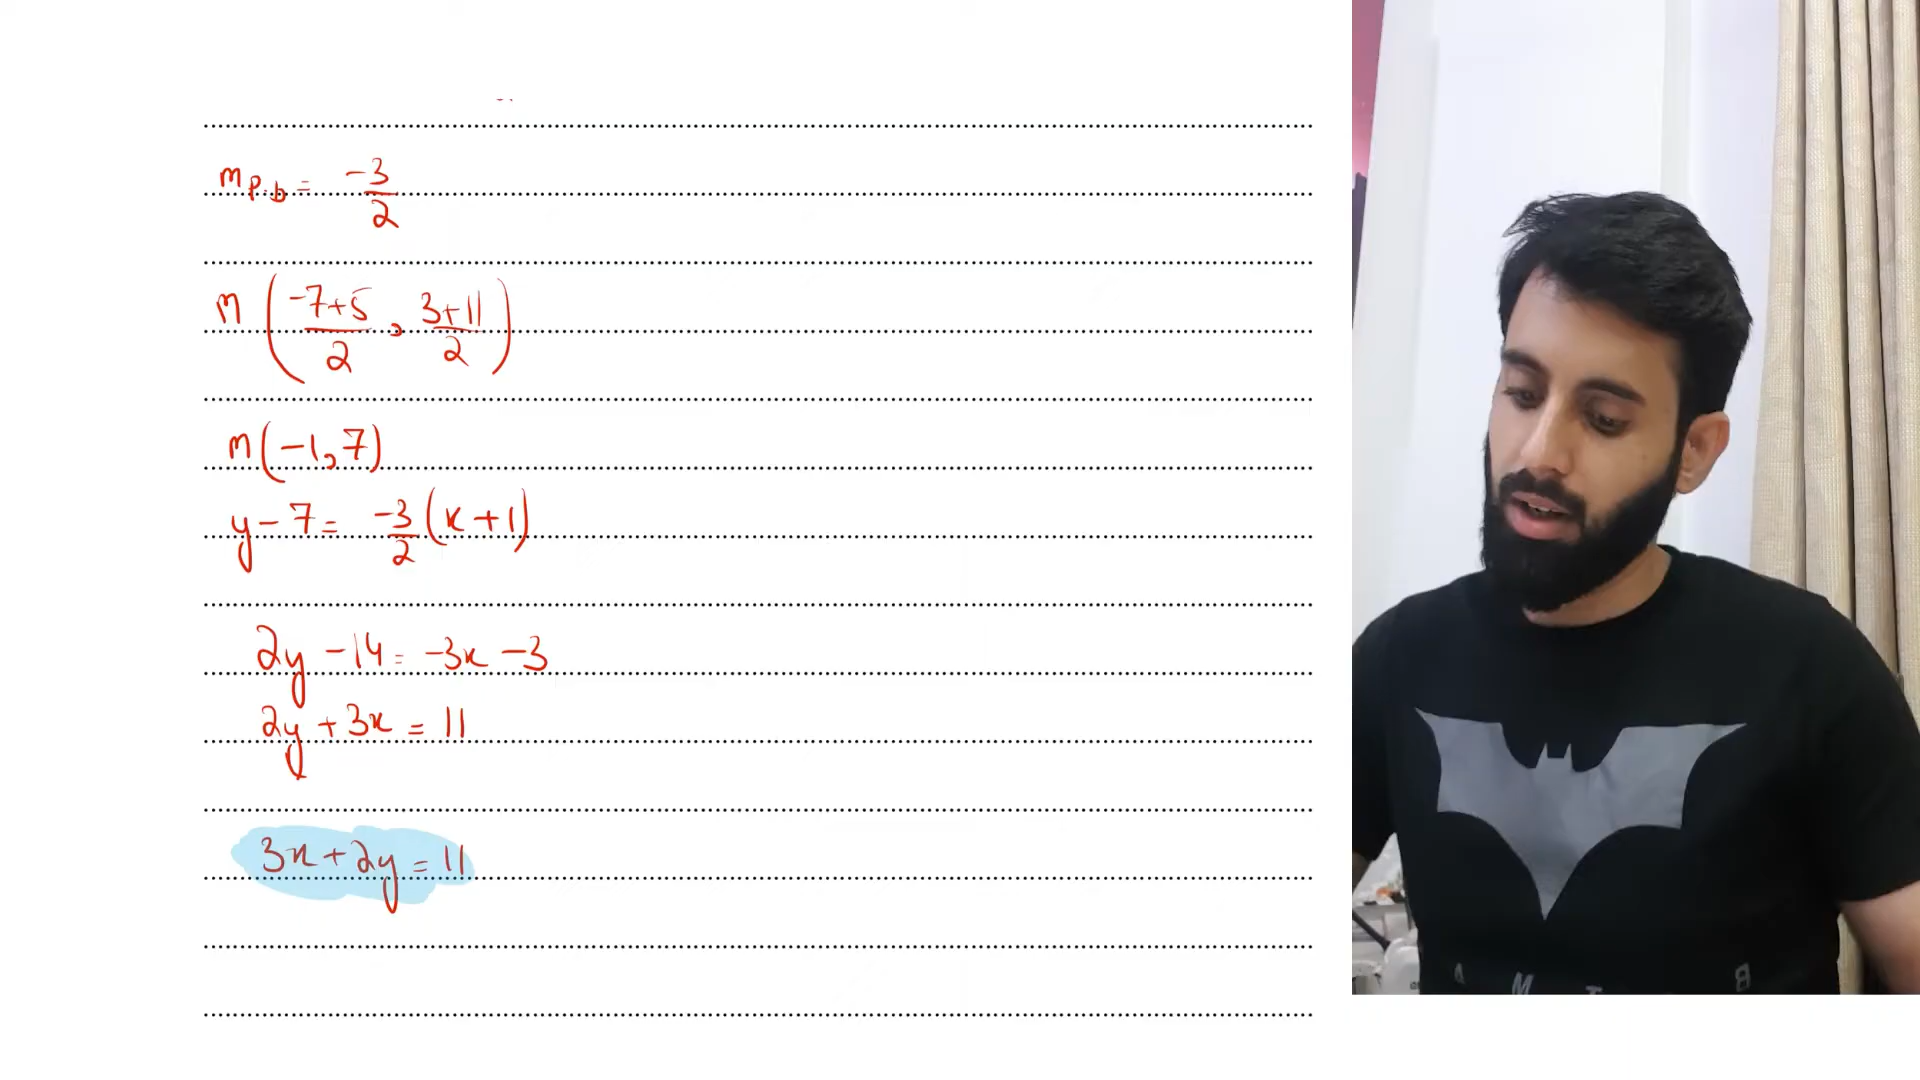 m_{p.b} = -3/2
M (-7+5/2 , 3+11/2)
M(-1,7)
y-7 = -3/2 (x+1)
2y -14 = -3x -3
2y +3x = 11
3x+2y = 11